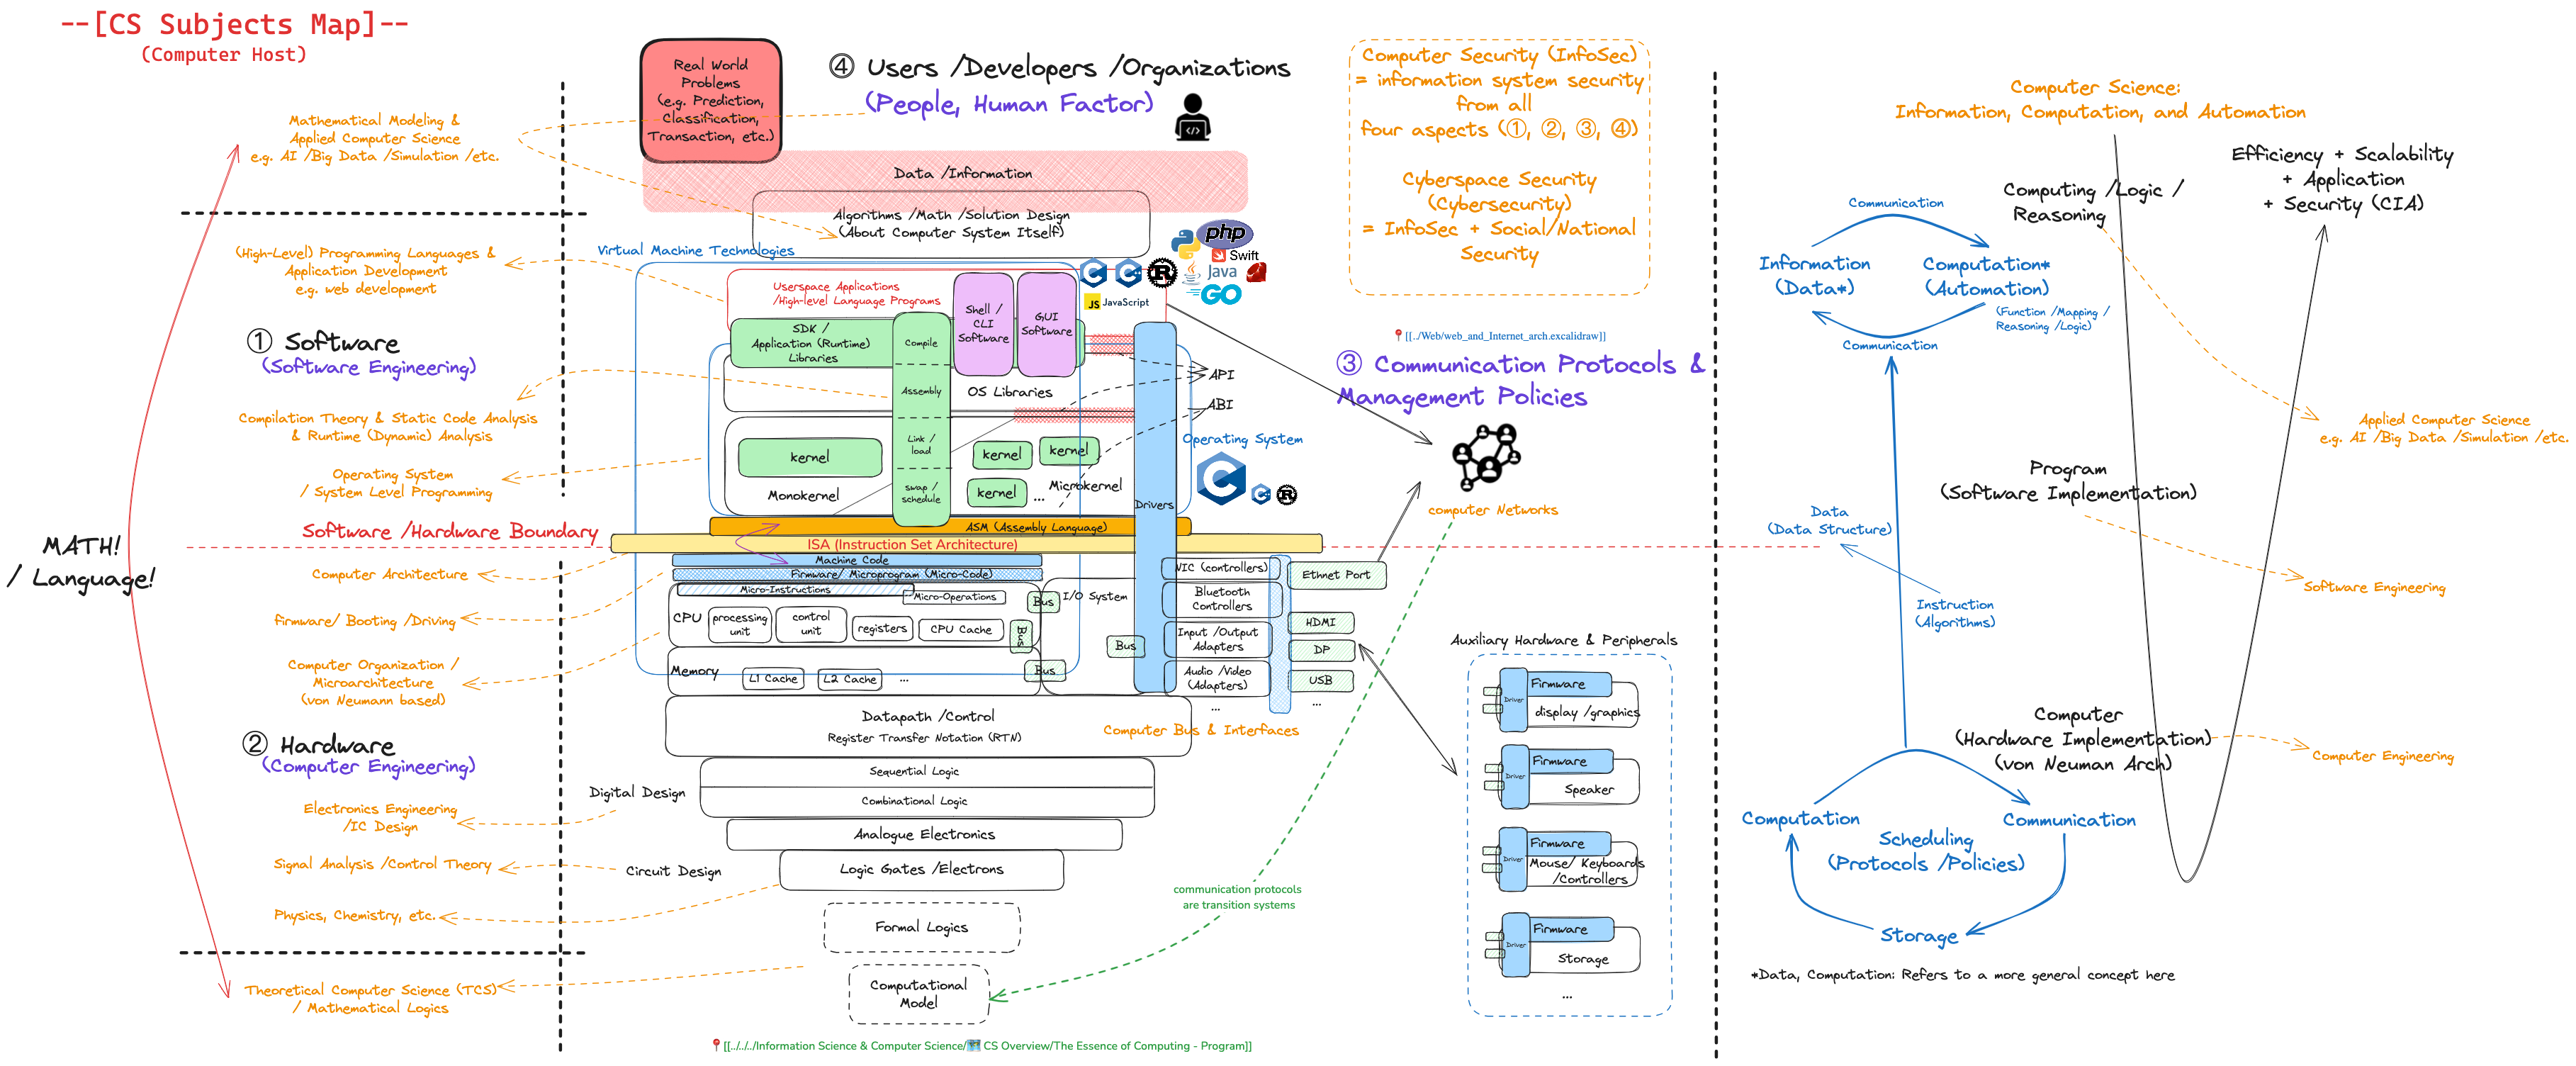 --[CS Subjects Map]--
(Computer Host)
Mathematical Modeling &
Applied Computer Science
e.g. AI /Big Data /Simulation /etc.
(High-Level) Programming Languages &
Application Development
e.g. web development
① Software
(Software Engineering)
Compilation Theory & Static Code Analysis
& Runtime (Dynamic) Analysis
Operating System
/ System Level Programming
Software /Hardware Boundary
MATH!
/ Language!
Computer Architecture
firmware/ Booting /Driving
Computer Organization /
Microarchitecture
(von Neumann based)
② Hardware
(Computer Engineering)
Electronics Engineering
/IC Design
Signal Analysis /Control Theory
Physics, Chemistry, etc.
Theoretical Computer Science (TCS)
/ Mathematical Logics
Real World
Problems
(e.g. Prediction,
Classification,
Transaction, etc.)
④ Users /Developers /Organizations
(People, Human Factor)
Data /Information
Algorithms /Math /Solution Design
(About Computer System Itself)
Virtual Machine Technologies
php
Swift
Java
GO
JS JavaScript
C
C
R
Userspace Applications
/High-level Language Programs
Shell /
CLI
Software
GUI
Software
SDK /
Application (Runtime)
Libraries
Compile
Assembly
Link /
load
swap /
schedule
OS Libraries
API
ABI
kernel
Monokernel
kernel
kernel
kernel
...
Microkernel
Drivers
Operating System
C
C
R
ASM (Assembly Language)
ISA (Instruction Set Architecture)
Machine Code
Firmware/ Microprogram (Micro-Code)
Micro-Instructions
Micro-Operations
CPU
processing
unit
control
unit
registers
CPU Cache
Bus
Bus
Bus
Bus
I/O System
Memory
L1 Cache
L2 Cache
...
NIC (controllers)
Bluetooth
Controllers
Input /Output
Adapters
Audio /Video
(Adapters)
...
Ethnet Port
HDMI
DP
USB
...
Computer Bus & Interfaces
Datapath /Control
Register Transfer Notation (RTN)
Sequential Logic
Combinational Logic
Digital Design
Analogue Electronics
Logic Gates /Electrons
Circuit Design
Formal Logics
Computational
Model
communication protocols
are transition systems
[[../../../Information Science & Computer Science/🗺 CS Overview/The Essence of Computing - Program]]
Computer Security (InfoSec)
= information system security
from all
four aspects (①, ②, ③, ④)
Cyberspace Security
(Cybersecurity)
= InfoSec + Social/National
Security
[[../Web/web_and_Internet_arch.excalidraw]]
③ Communication Protocols &
Management Policies
computer Networks
Auxiliary Hardware & Peripherals
Driver
Firmware
display /graphics
Driver
Firmware
Speaker
Driver
Firmware
Mouse/ Keyboards
/Controllers
Driver
Firmware
Storage
...
Computer Science:
Information, Computation, and Automation
Efficiency + Scalability
+ Application
+ Security (CIA)
Computing /Logic /
Reasoning
Communication
Information
(Data*)
Computation*
(Automation)
(Function /Mapping /
Reasoning /Logic)
Communication
Applied Computer Science
e.g. AI /Big Data /Simulation /etc.
Program
(Software Implementation)
Data
(Data Structure)
Software Engineering
Instruction
(Algorithms)
Computer
(Hardware Implementation)
(von Neuman Arch)
Computer Engineering
Computation
Communication
Scheduling
(Protocols /Policies)
Storage
*Data, Computation: Refers to a more general concept here